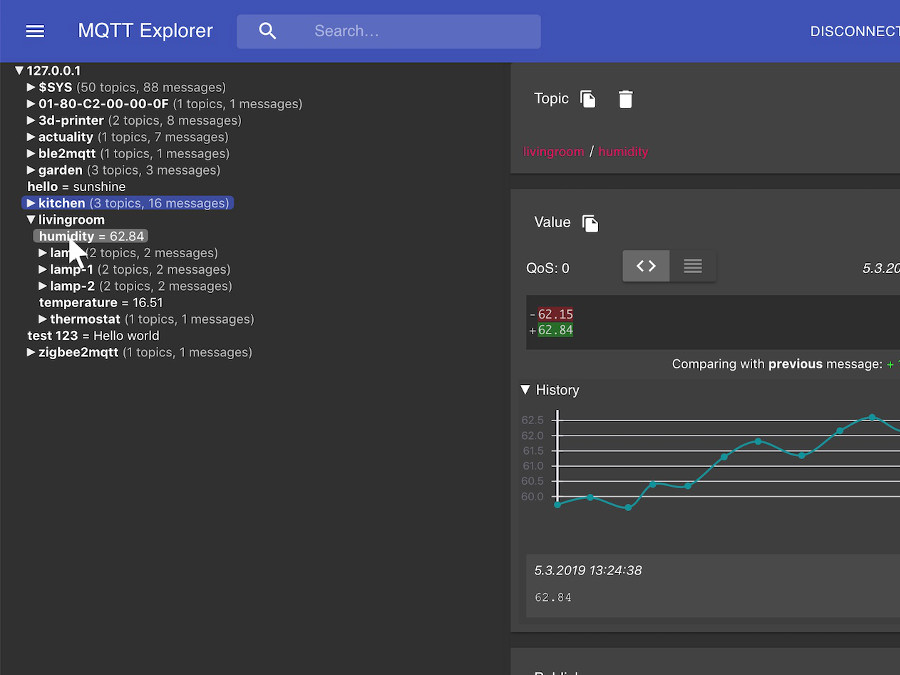 MQTT Explorer Search... DISCONNECT
▼ 127.0.0.1
▶ $SYS (50 topics, 88 messages)
▶ 01-80-C2-00-00-0F (1 topics, 1 messages)
▶ 3d-printer (2 topics, 8 messages)
▶ actuality (1 topics, 7 messages)
▶ ble2mqtt (1 topics, 1 messages)
▶ garden (3 topics, 3 messages)
hello = sunshine
▶ kitchen (3 topics, 16 messages)
▼ livingroom
humidity = 62.84
▶ lam (2 topics, 2 messages)
▶ lamp-1 (2 topics, 2 messages)
▶ lamp-2 (2 topics, 2 messages)
temperature = 16.51
▶ thermostat (1 topics, 1 messages)
test 123 = Hello world
▶ zigbee2mqtt (1 topics, 1 messages)
Topic
livingroom / humidity
Value
QoS: 0 <> 5.3.20
- 62.15
+ 62.84
Comparing with previous message: +
▼ History
62.5
62.0
61.5
61.0
60.5
60.0
5.3.2019 13:24:38
62.84